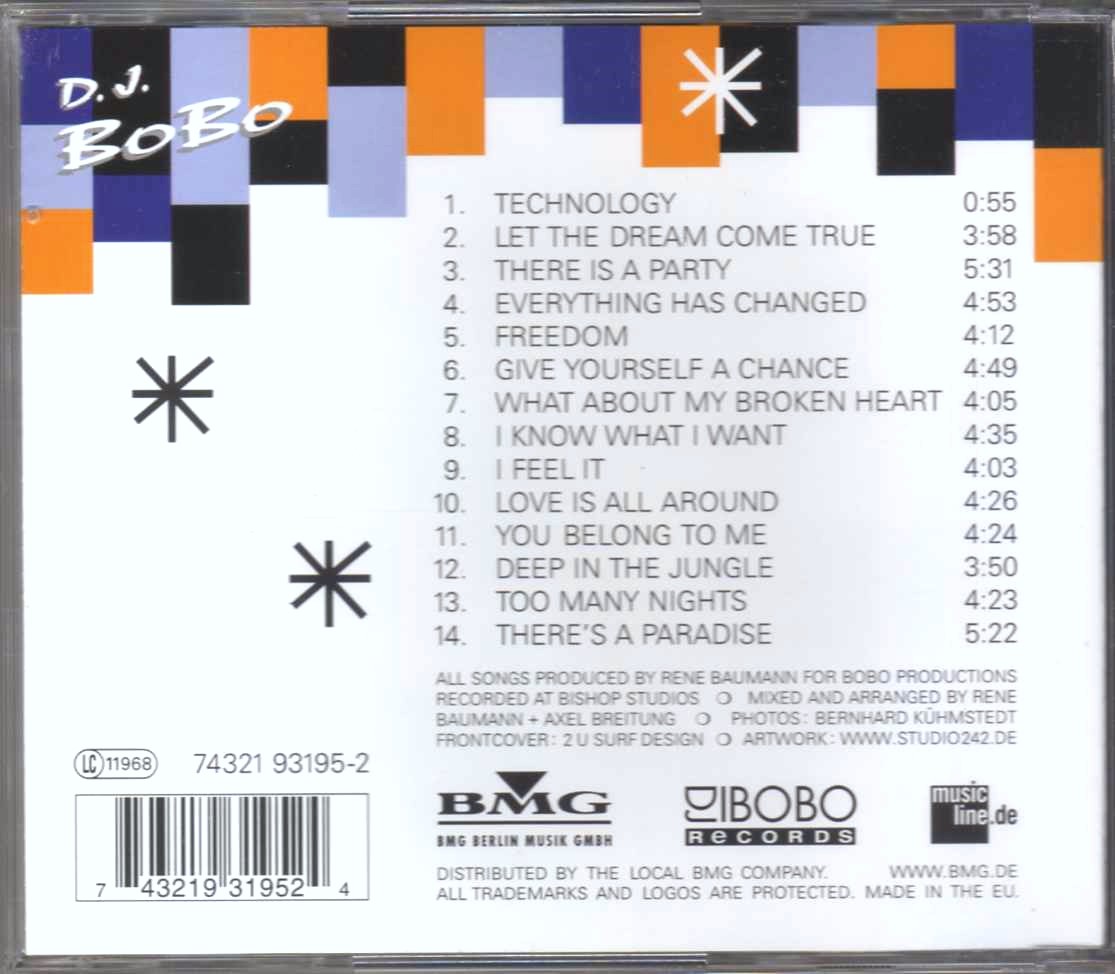 D.J.
BoBo
1. TECHNOLOGY 0:55
2. LET THE DREAM COME TRUE 3:58
3. THERE IS A PARTY 5:31
4. EVERYTHING HAS CHANGED 4:53
5. FREEDOM 4:12
6. GIVE YOURSELF A CHANCE 4:49
7. WHAT ABOUT MY BROKEN HEART 4:05
8. I KNOW WHAT I WANT 4:35
9. I FEEL IT 4:03
10. LOVE IS ALL AROUND 4:26
11. YOU BELONG TO ME 4:24
12. DEEP IN THE JUNGLE 3:50
13. TOO MANY NIGHTS 4:23
14. THERE'S A PARADISE 5:22
ALL SONGS PRODUCED BY RENE BAUMANN FOR BOBO PRODUCTIONS
RECORDED AT BISHOP STUDIOS ❍ MIXED AND ARRANGED BY RENE
BAUMANN + AXEL BREITUNG ❍ PHOTOS: BERNHARD KÜHMSTEDT
FRONTCOVER: 2 U SURF DESIGN ❍ ARTWORK: WWW.STUDIO242.DE
LC 11968 74321 93195-2
7 43219 31952 4
BMG
BMG BERLIN MUSIK GMBH
DJBOBO
RECORDS
music
line.de
DISTRIBUTED BY THE LOCAL BMG COMPANY. WWW.BMG.DE
ALL TRADEMARKS AND LOGOS ARE PROTECTED. MADE IN THE EU.